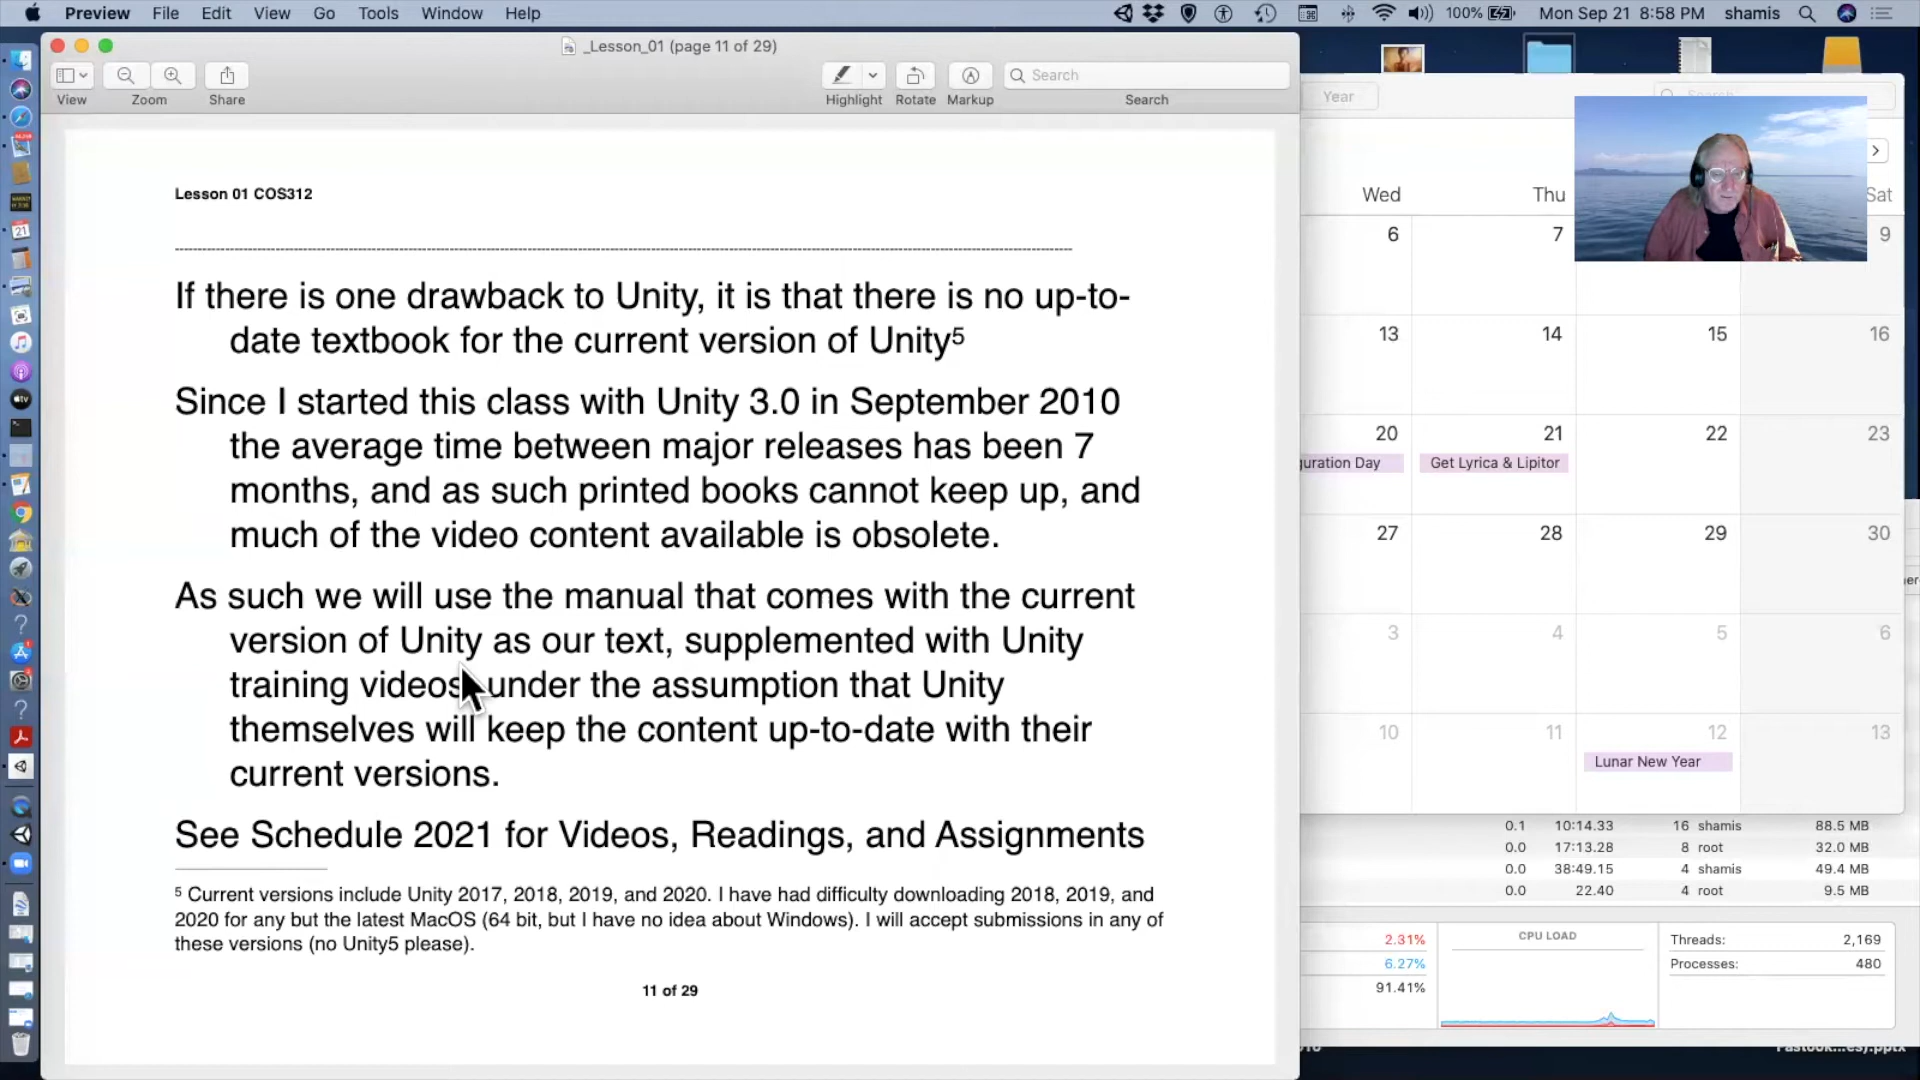 Preview File Edit View Go Tools Window Help 100% Mon Sep 21 8:58 PM shamis
_Lesson_01 (page 11 of 29)
Search
View Zoom Share Highlight Rotate Markup Search
Lesson 01 COS312
If there is one drawback to Unity, it is that there is no up-to-
date textbook for the current version of Unity⁵
Since I started this class with Unity 3.0 in September 2010
the average time between major releases has been 7
months, and as such printed books cannot keep up, and
much of the video content available is obsolete.
As such we will use the manual that comes with the current
version of Unity as our text, supplemented with Unity
training videos under the assumption that Unity
themselves will keep the content up-to-date with their
current versions.
See Schedule 2021 for Videos, Readings, and Assignments
⁵ Current versions include Unity 2017, 2018, 2019, and 2020. I have had difficulty downloading 2018, 2019, and
2020 for any but the latest MacOS (64 bit, but I have no idea about Windows). I will accept submissions in any of
these versions (no Unity5 please).
11 of 29
Year Search
Wed Thu Sat
6 7 9
13 14 15 16
20 21 22 23
guration Day Get Lyrica & Lipitor
27 28 29 30
3 4 5 6
10 11 12 13
Lunar New Year
0.1 10:14.33 16 shamis 88.5 MB
0.0 17:13.28 8 root 32.0 MB
0.0 38:49.15 4 shamis 49.4 MB
0.0 22.40 4 root 9.5 MB
2.31% CPU LOAD Threads: 2,169
6.27% Processes: 480
91.41%